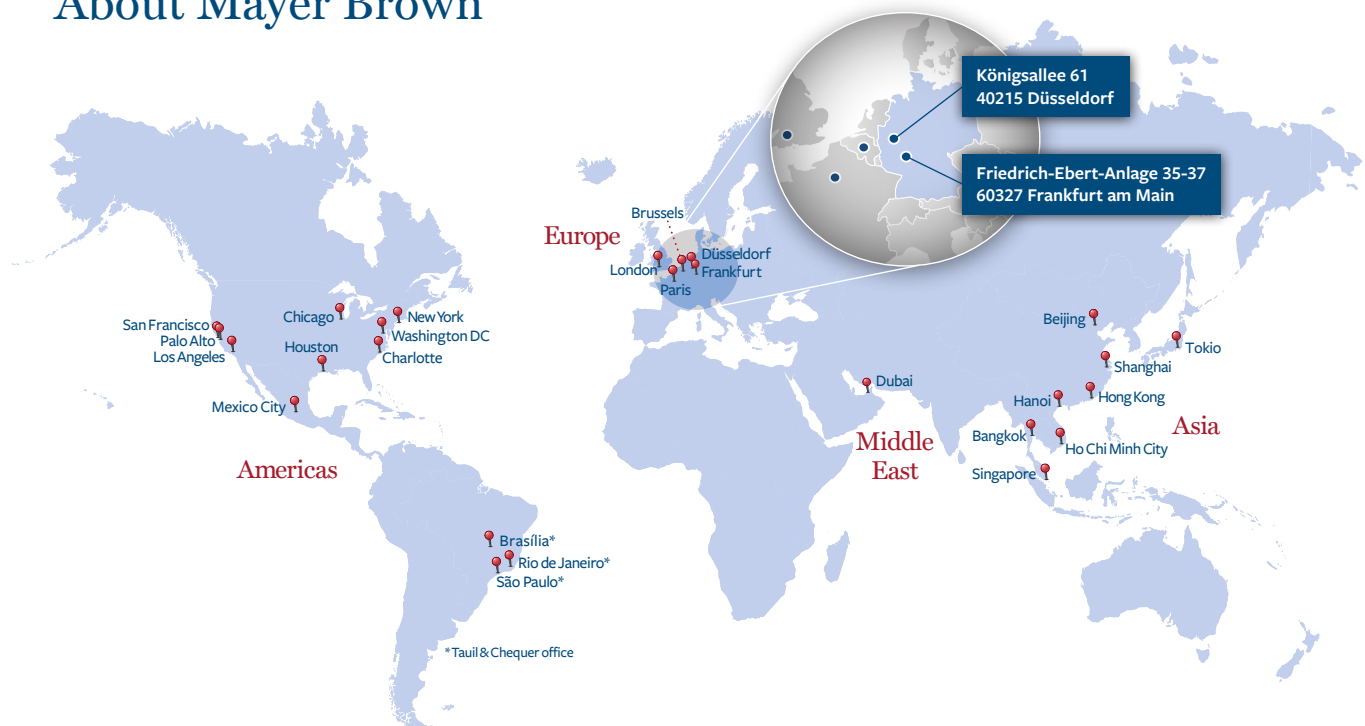 About Mayer Brown
Königsallee 61
40215 Düsseldorf
Friedrich-Ebert-Anlage 35-37
60327 Frankfurt am Main
Europe
Brussels
London
Paris
Düsseldorf
Frankfurt
San Francisco
Palo Alto
Los Angeles
Chicago
Houston
New York
Washington DC
Charlotte
Mexico City
Americas
Brasília*
Rio de Janeiro*
São Paulo*
*Tauil & Chequer office
Dubai
Middle
East
Beijing
Tokio
Shanghai
Hong Kong
Hanoi
Bangkok
Ho Chi Minh City
Singapore
Asia